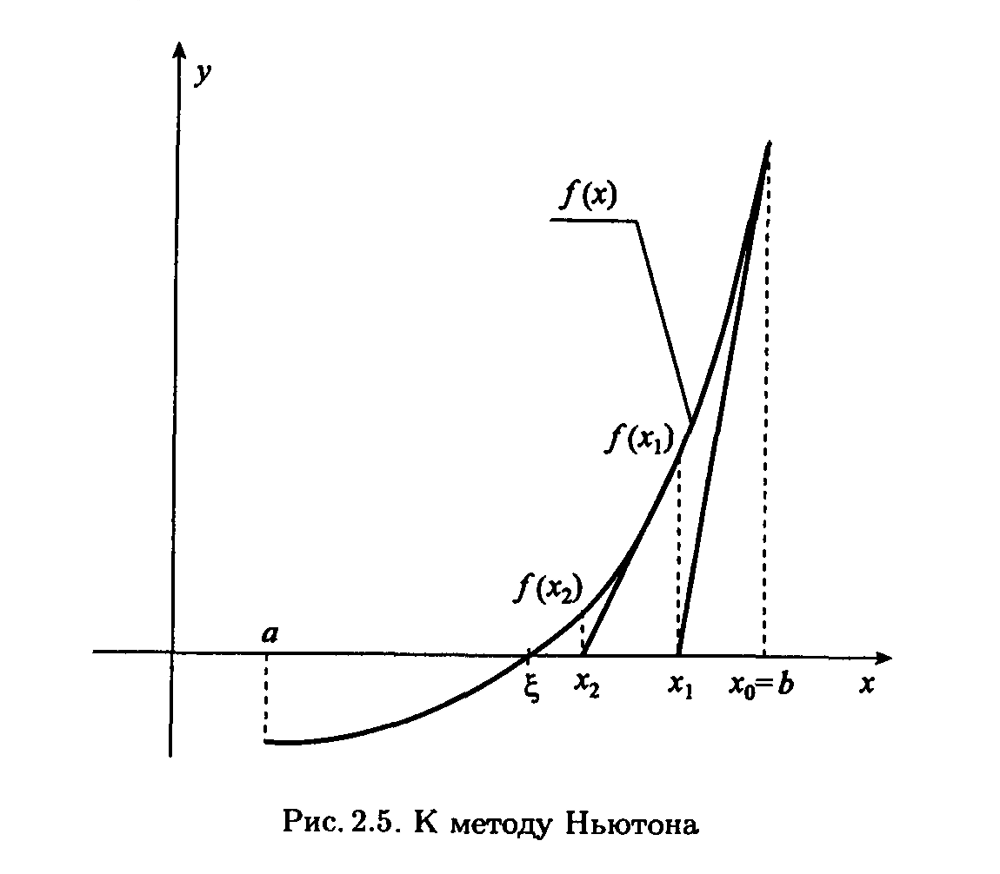 y
f(x)
f(x₁)
f(x₂)
a
ξ x₂ x₁ x₀=b x
Рис. 2.5. К методу Ньютона